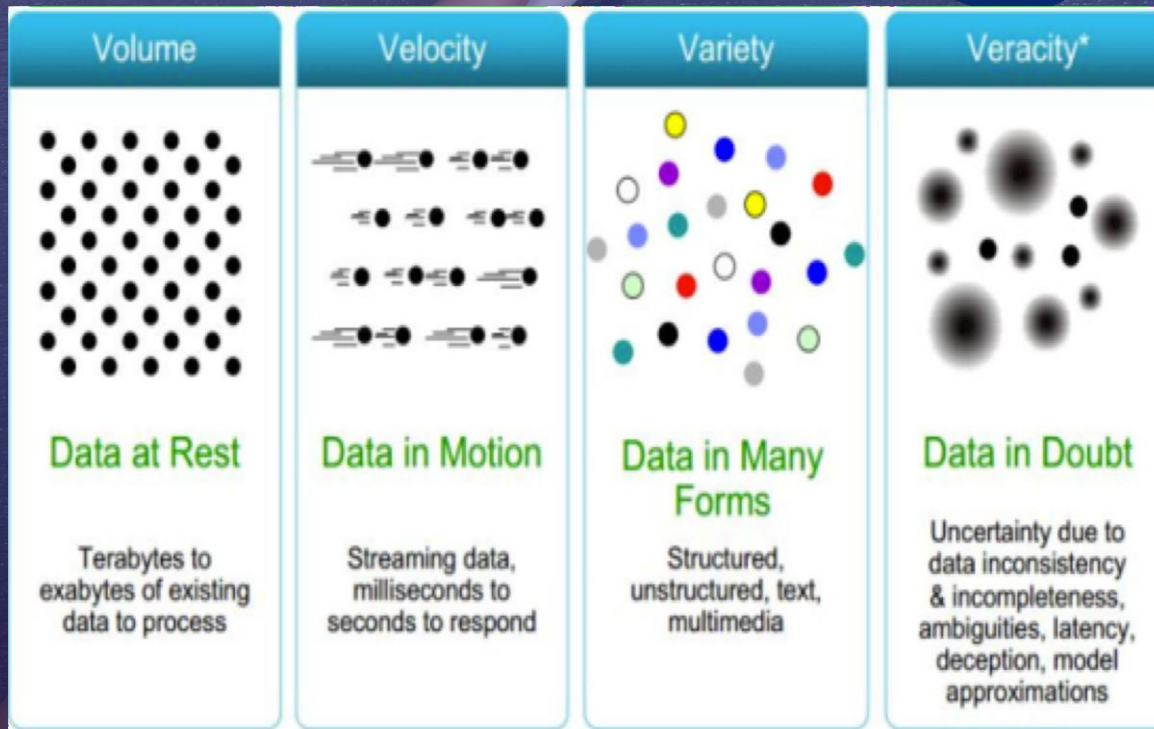 Volume
Data at Rest
Terabytes to
exabytes of existing
data to process
Velocity
Data in Motion
Streaming data,
milliseconds to
seconds to respond
Variety
Data in Many
Forms
Structured,
unstructured, text,
multimedia
Veracity*
Data in Doubt
Uncertainty due to
data inconsistency
& incompleteness,
ambiguities, latency,
deception, model
approximations